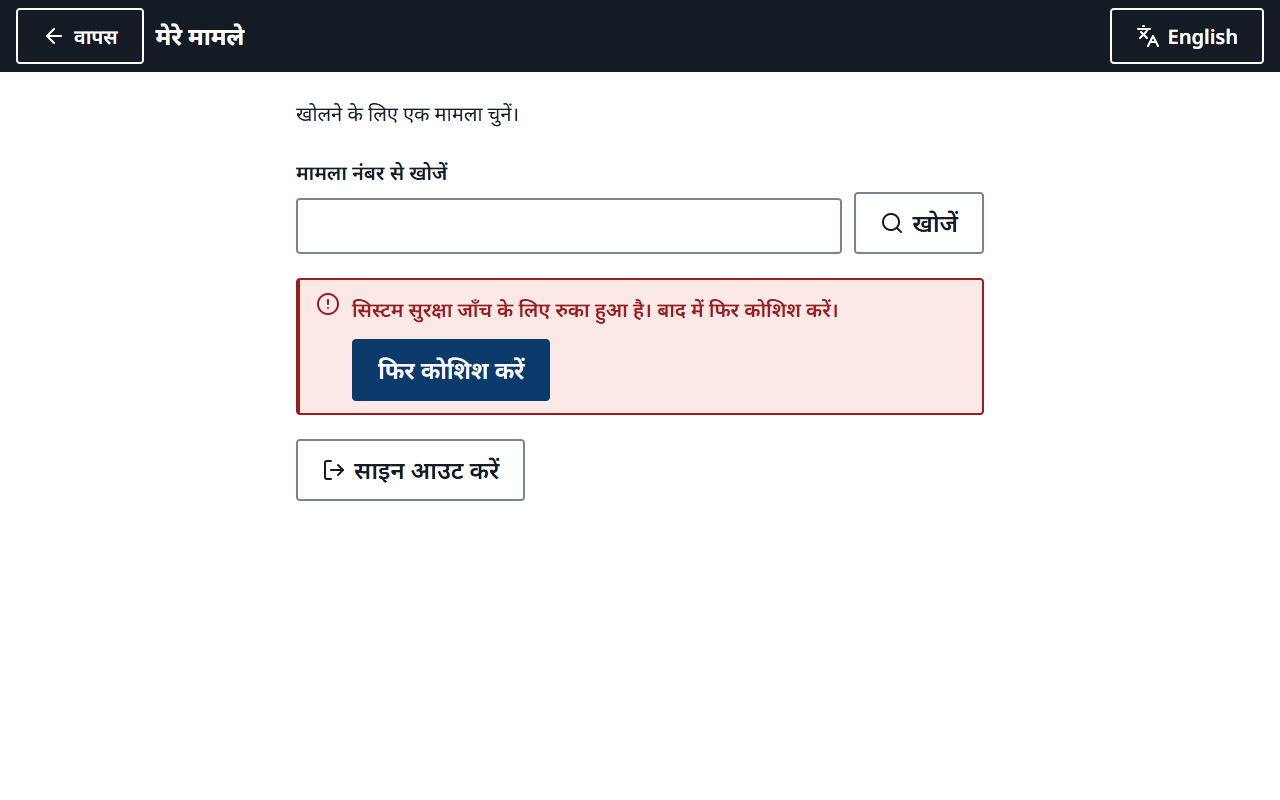 वापस
मेरे मामले
English
खोलने के लिए एक मामला चुनें।
मामला नंबर से खोजें
खोजें
सिस्टम सुरक्षा जाँच के लिए रुका हुआ है। बाद में फिर कोशिश करें।
फिर कोशिश करें
साइन आउट करें